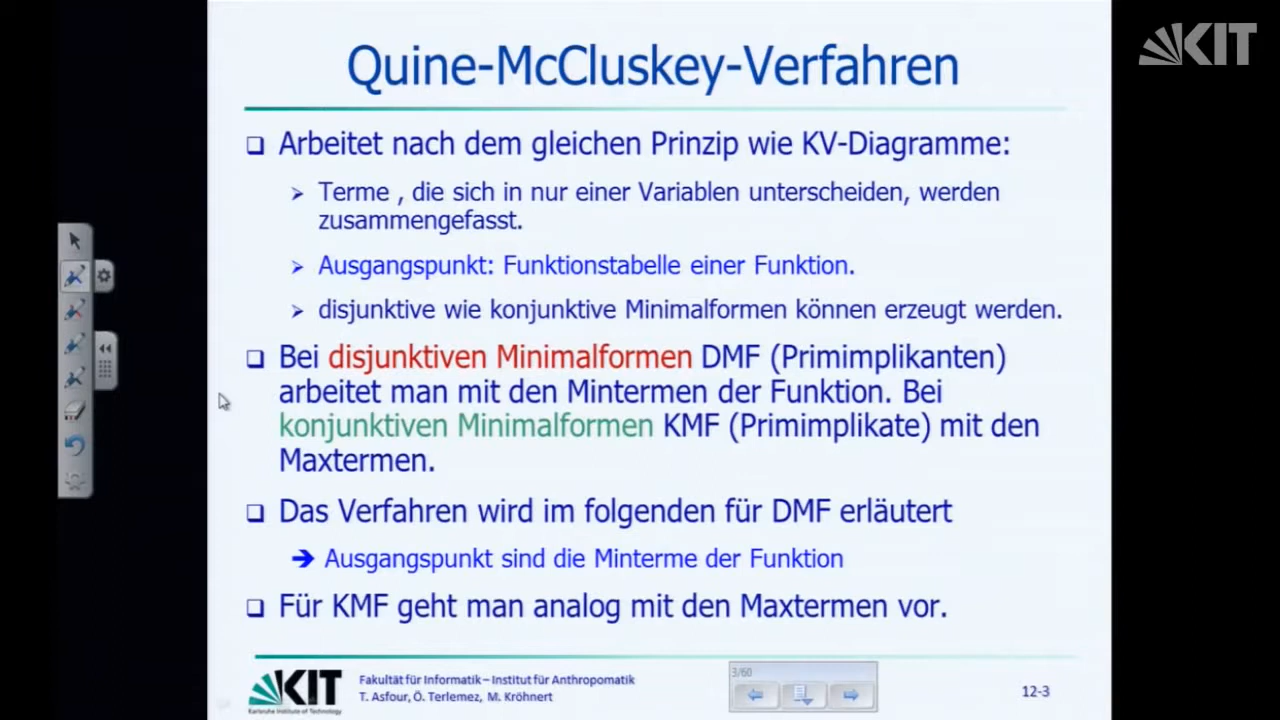 KIT
Quine-McCluskey-Verfahren
Arbeitet nach dem gleichen Prinzip wie KV-Diagramme:
Terme , die sich in nur einer Variablen unterscheiden, werden
zusammengefasst.
Ausgangspunkt: Funktionstabelle einer Funktion.
disjunktive wie konjunktive Minimalformen können erzeugt werden.
Bei disjunktiven Minimalformen DMF (Primimplikanten)
arbeitet man mit den Mintermen der Funktion. Bei
konjunktiven Minimalformen KMF (Primimplikate) mit den
Maxtermen.
Das Verfahren wird im folgenden für DMF erläutert
Ausgangspunkt sind die Minterme der Funktion
Für KMF geht man analog mit den Maxtermen vor.
KIT
Karlsruhe Institute of Technology
Fakultät für Informatik – Institut für Anthropomatik
T. Asfour, Ö. Terlemez, M. Kröhnert
3/60
12-3